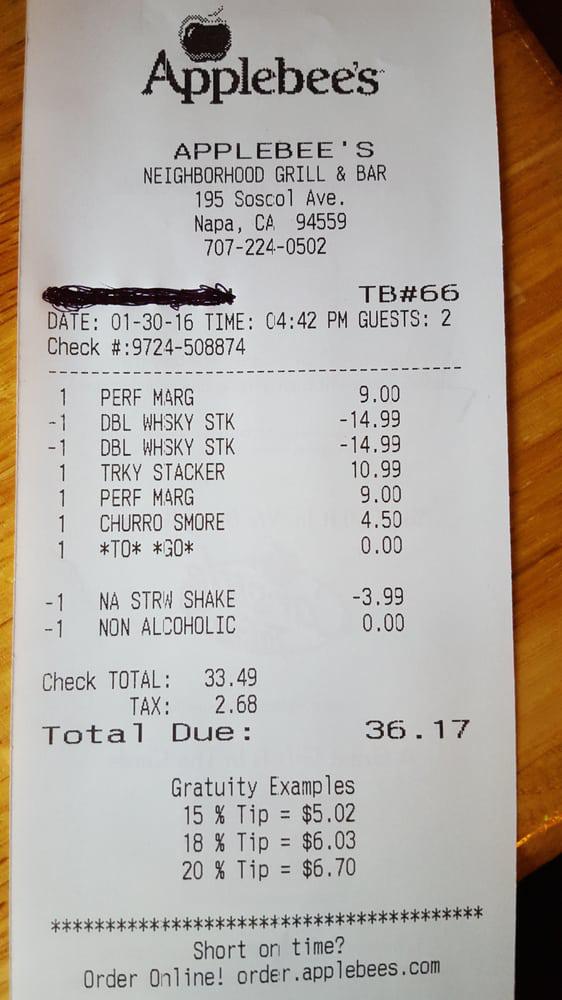 Applebee's
APPLEBEE'S
NEIGHBORHOOD GRILL & BAR
195 Soscol Ave.
Napa, CA 94559
707-224-0502
TB#66
DATE: 01-30-16 TIME: 04:42 PM GUESTS: 2
Check #:9724-508874
------------------------------------------
1 PERF MARG 9.00
-1 DBL WHSKY STK -14.99
-1 DBL WHSKY STK -14.99
1 TRKY STACKER 10.99
1 PERF MARG 9.00
1 CHURRO SMORE 4.50
1 *TO* *GO* 0.00
-1 NA STRW SHAKE -3.99
-1 NON ALCOHOLIC 0.00
Check TOTAL: 33.49
TAX: 2.68
Total Due: 36.17
Gratuity Examples
15 % Tip = $5.02
18 % Tip = $6.03
20 % Tip = $6.70
****************************************
Short on time?
Order Online! order.applebees.com